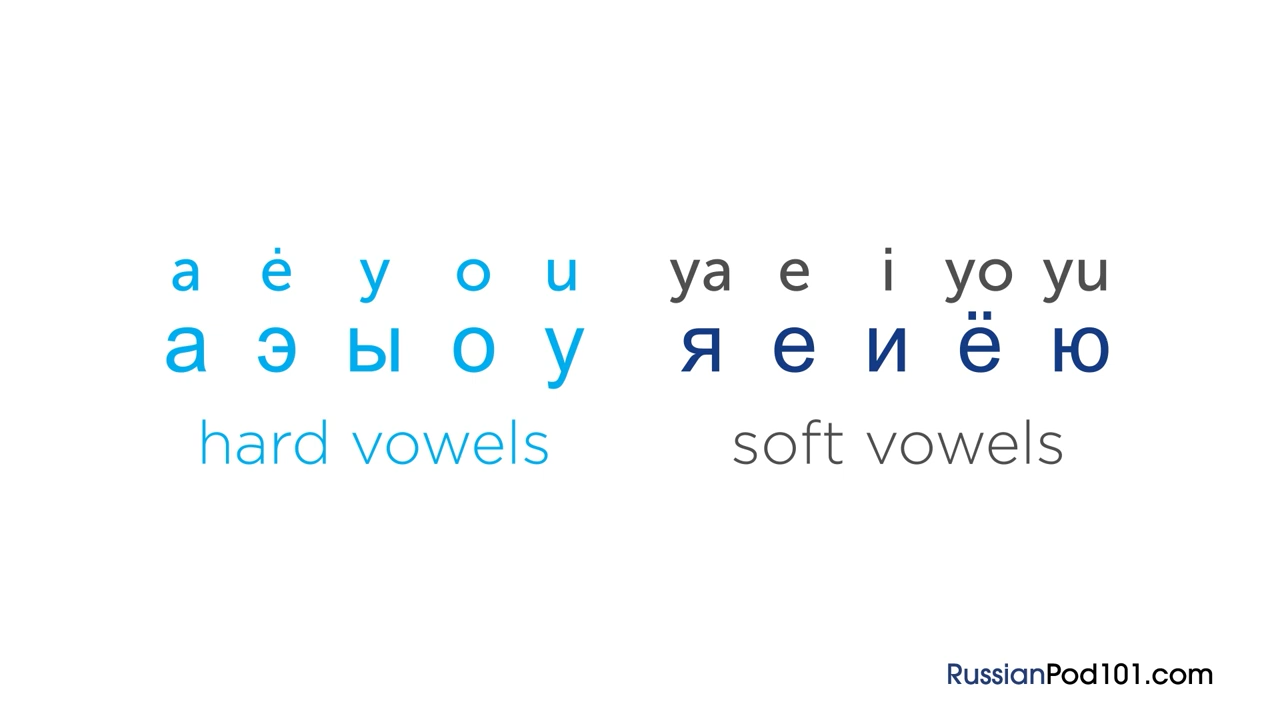 a ė y o u ya e i yo yu
а э ы о у я е и ё ю
hard vowels soft vowels
RussianPod101.com